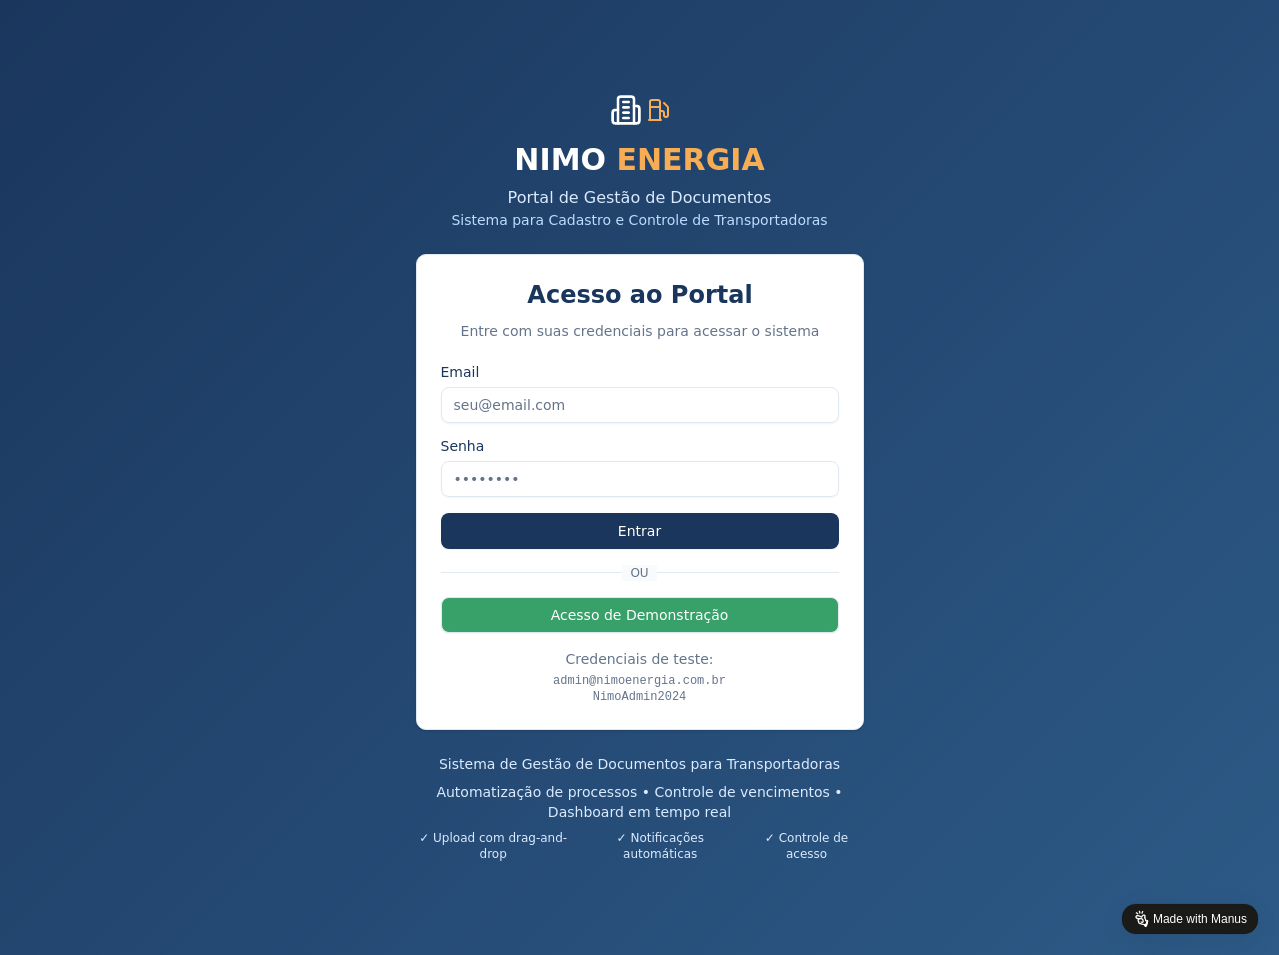 NIMO ENERGIA
Portal de Gestão de Documentos
Sistema para Cadastro e Controle de Transportadoras
Acesso ao Portal
Entre com suas credenciais para acessar o sistema
Email
seu@email.com
Senha
••••••••
Entrar
OU
Acesso de Demonstração
Credenciais de teste:
admin@nimoenergia.com.br
NimoAdmin2024
Sistema de Gestão de Documentos para Transportadoras
Automatização de processos • Controle de vencimentos •
Dashboard em tempo real
✓ Upload com drag-and-
drop
✓ Notificações
automáticas
✓ Controle de
acesso
Made with Manus